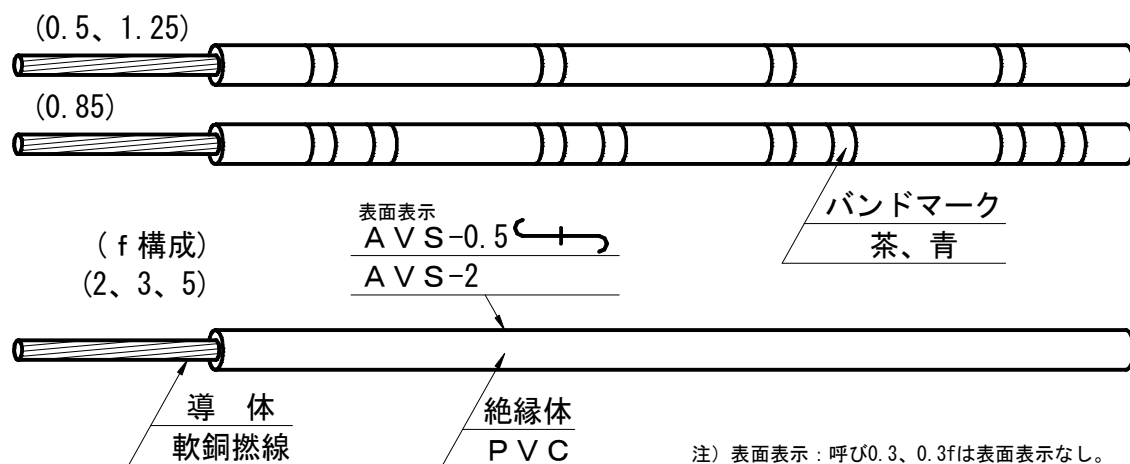 (0.5、1.25)
(0.85)
バンドマーク
茶、青
表面表示
ＡＶＳ-0.5
ＡＶＳ-2
(ｆ構成)
(2、3、5)
導　体
軟銅撚線
絶縁体
ＰＶＣ
注）表面表示：呼び0.3、0.3fは表面表示なし。